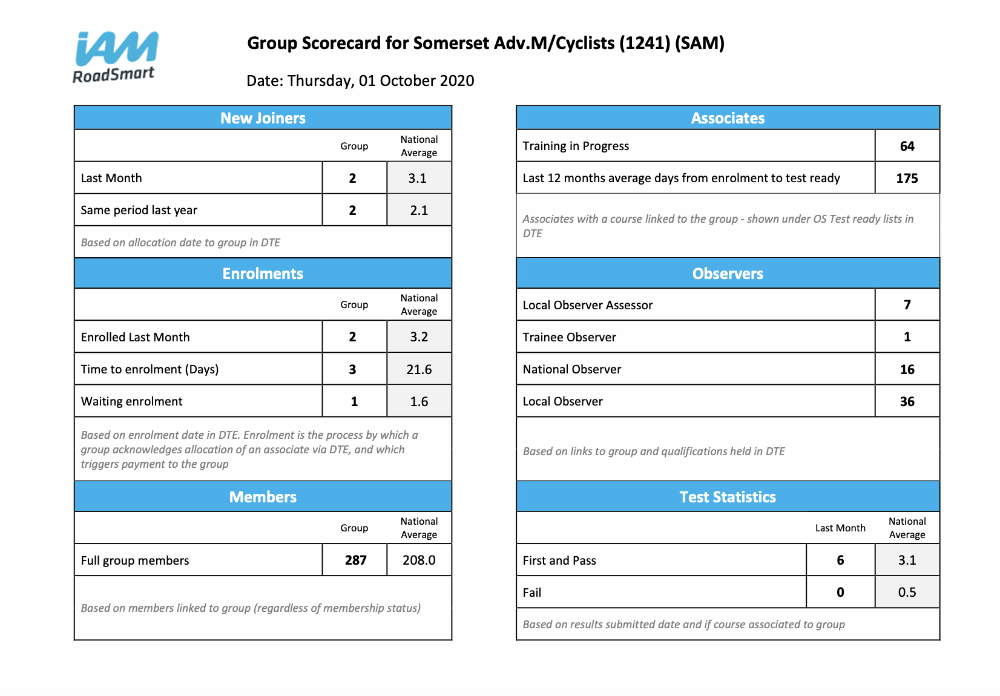 iAM
RoadSmart
Group Scorecard for Somerset Adv.M/Cyclists (1241) (SAM)
Date: Thursday, 01 October 2020
New Joiners
Group
National
Average
Last Month 2 3.1
Same period last year 2 2.1
Based on allocation date to group in DTE
Enrolments
Group
National
Average
Enrolled Last Month 2 3.2
Time to enrolment (Days) 3 21.6
Waiting enrolment 1 1.6
Based on enrolment date in DTE. Enrolment is the process by which a
group acknowledges allocation of an associate via DTE, and which
triggers payment to the group
Members
Group
National
Average
Full group members 287 208.0
Based on members linked to group (regardless of membership status)
Associates
Training in Progress 64
Last 12 months average days from enrolment to test ready 175
Associates with a course linked to the group - shown under OS Test ready lists in
DTE
Observers
Local Observer Assessor 7
Trainee Observer 1
National Observer 16
Local Observer 36
Based on links to group and qualifications held in DTE
Test Statistics
Last Month
National
Average
First and Pass 6 3.1
Fail 0 0.5
Based on results submitted date and if course associated to group